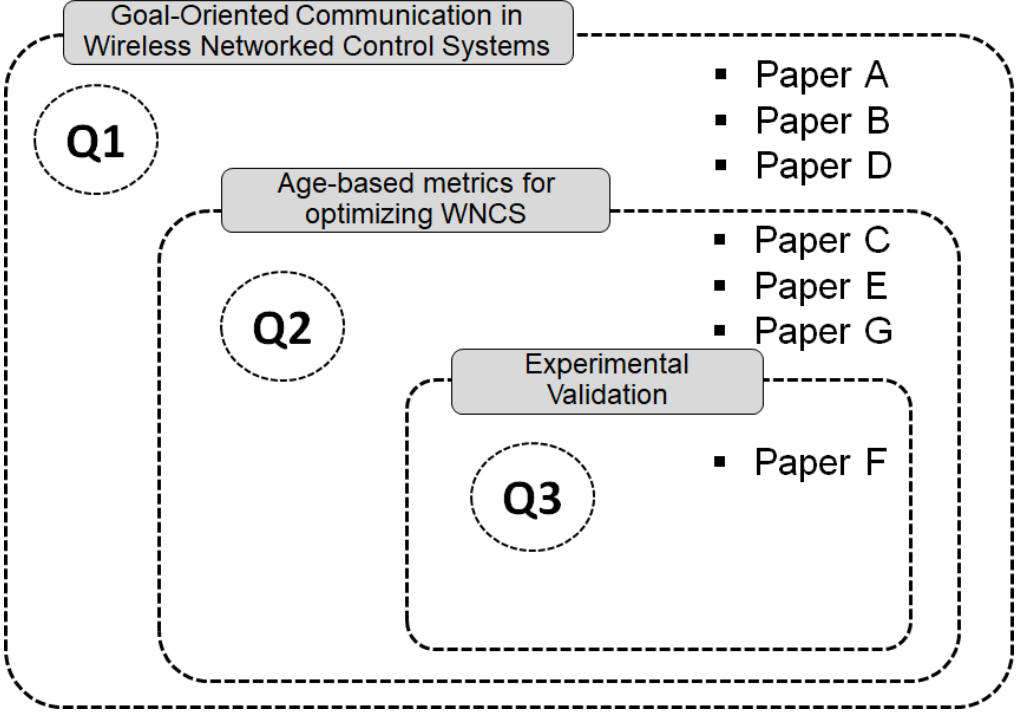 Goal-Oriented Communication in
Wireless Networked Control Systems
Q1
▪ Paper A
▪ Paper B
▪ Paper D
Age-based metrics for
optimizing WNCS
Q2
▪ Paper C
▪ Paper E
▪ Paper G
Experimental
Validation
Q3
▪ Paper F